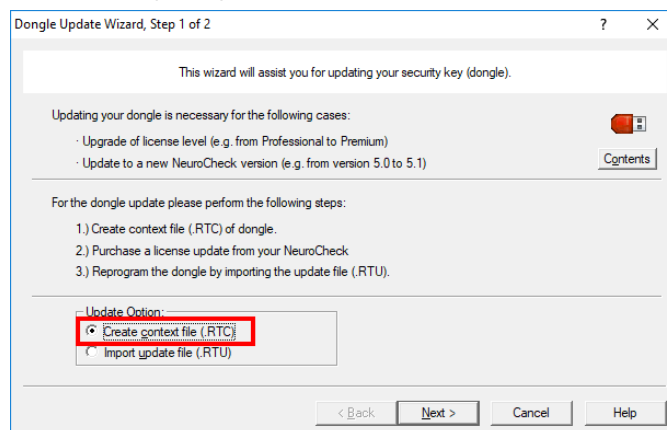 Dongle Update Wizard, Step 1 of 2
?
This wizard will assist you for updating your security key (dongle).
Updating your dongle is necessary for the following cases:
· Upgrade of license level (e.g. from Professional to Premium)
· Update to a new NeuroCheck version (e.g. from version 5.0 to 5.1)
Contents
For the dongle update please perform the following steps:
1.) Create context file (.RTC) of dongle.
2.) Purchase a license update from your NeuroCheck
3.) Reprogram the dongle by importing the update file (.RTU).
Update Option:
Create context file (.RTC)
Import update file (.RTU)
< Back Next > Cancel Help